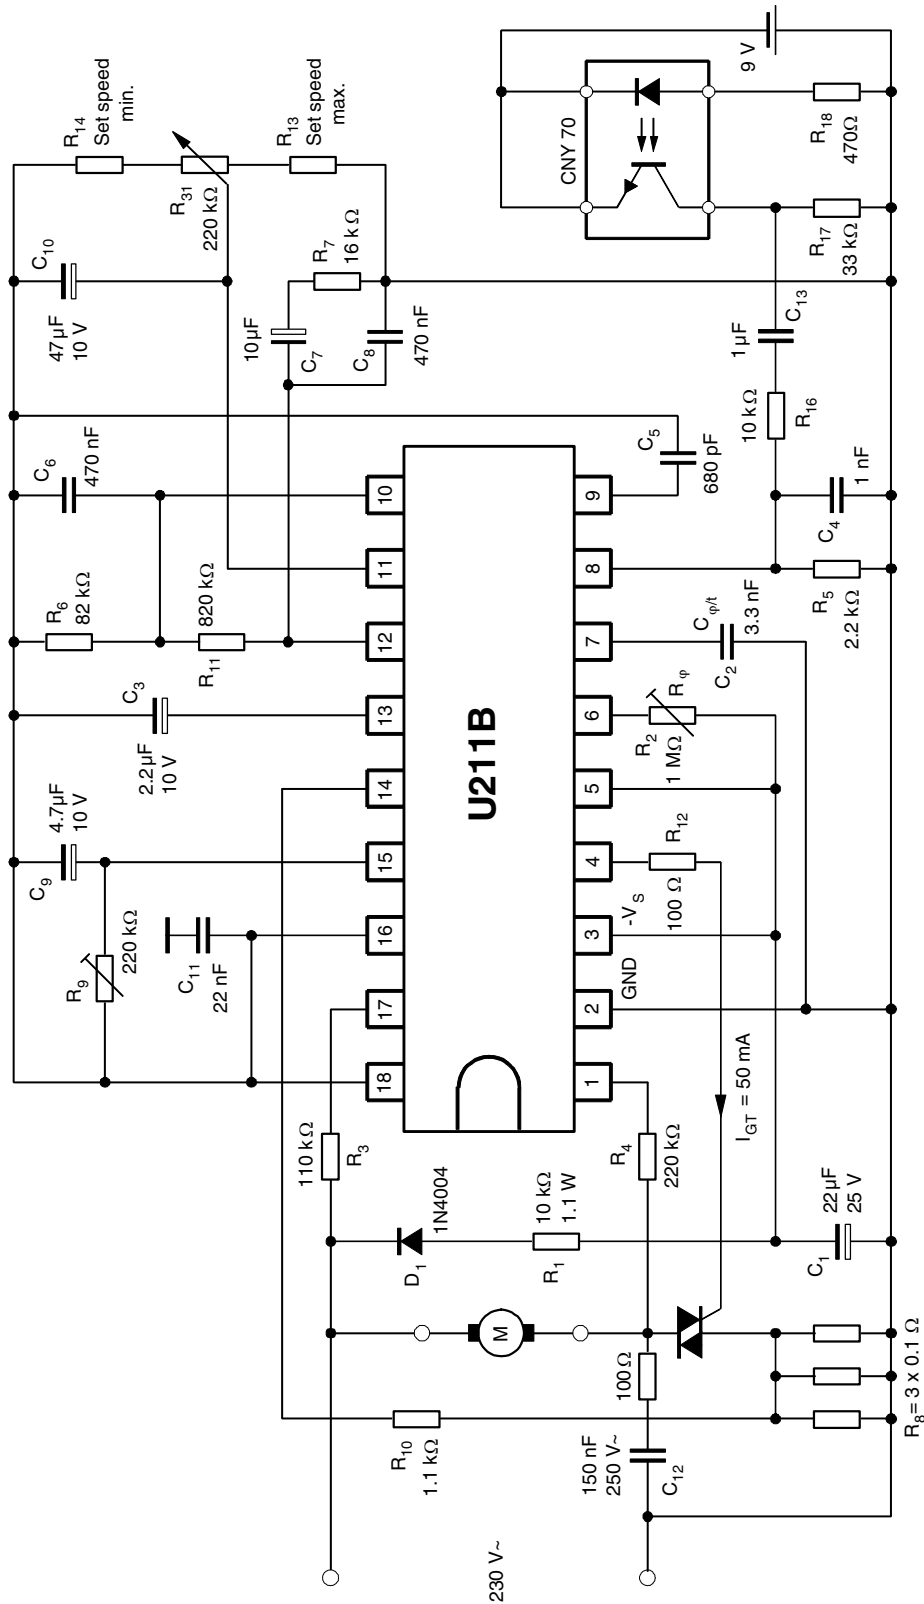 230 V~
R10
1.1 kΩ
150 nF
250 V~
C12
100 Ω
R8= 3 x 0.1 Ω
M
D1
1N4004
R1
10 kΩ
1.1 W
C1
22 µF
25 V
110 kΩ
R3
R4
220 kΩ
IGT = 50 mA
R9
220 kΩ
C11
22 nF
C9
4.7µF
10 V
2.2µF
10 V
C3
R6
82 kΩ
R11
820 kΩ
C6
470 nF
47µF
10 V
C10
R14
Set speed
min.
R31
220 kΩ
R13
Set speed
max.
10µF
C7
R7
16 kΩ
C8
470 nF
18
17
16
15
14
13
12
11
10
U211B
1
2
3
4
5
6
7
8
9
GND
-VS
100 Ω
R12
R2
1 MΩ
Rφ
C2
Cφ/t
3.3 nF
C5
680 pF
R5
2.2 kΩ
C4
1 nF
10 kΩ
R16
1µF
C13
R17
33 kΩ
R18
470Ω
CNY 70
9 V